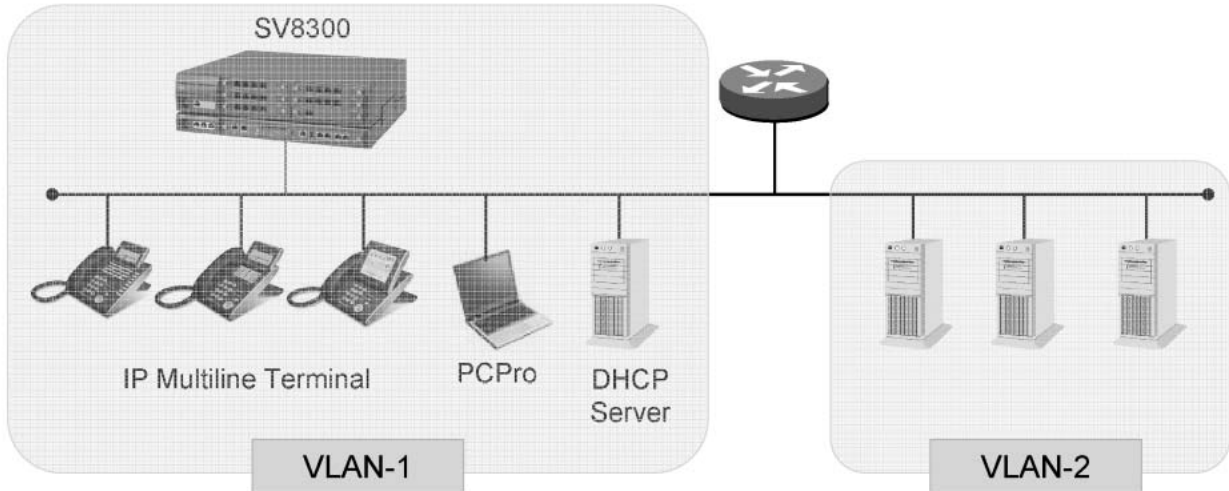 SV8300
IP Multiline Terminal
PCPro
DHCP
Server
VLAN-1
VLAN-2